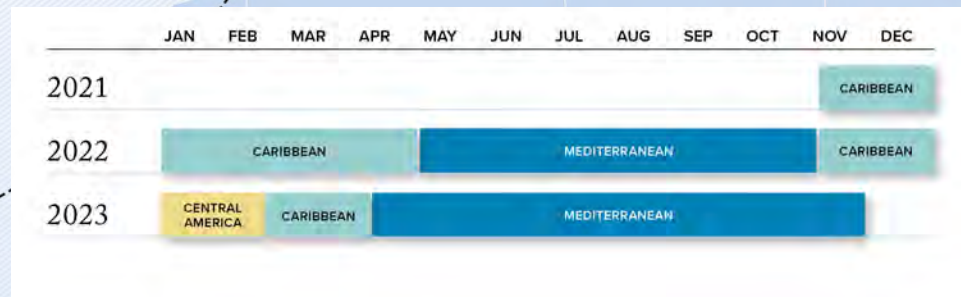 JAN FEB MAR APR MAY JUN JUL AUG SEP OCT NOV DEC
2021 CARIBBEAN
2022 CARIBBEAN MEDITERRANEAN CARIBBEAN
2023 CENTRAL AMERICA CARIBBEAN MEDITERRANEAN